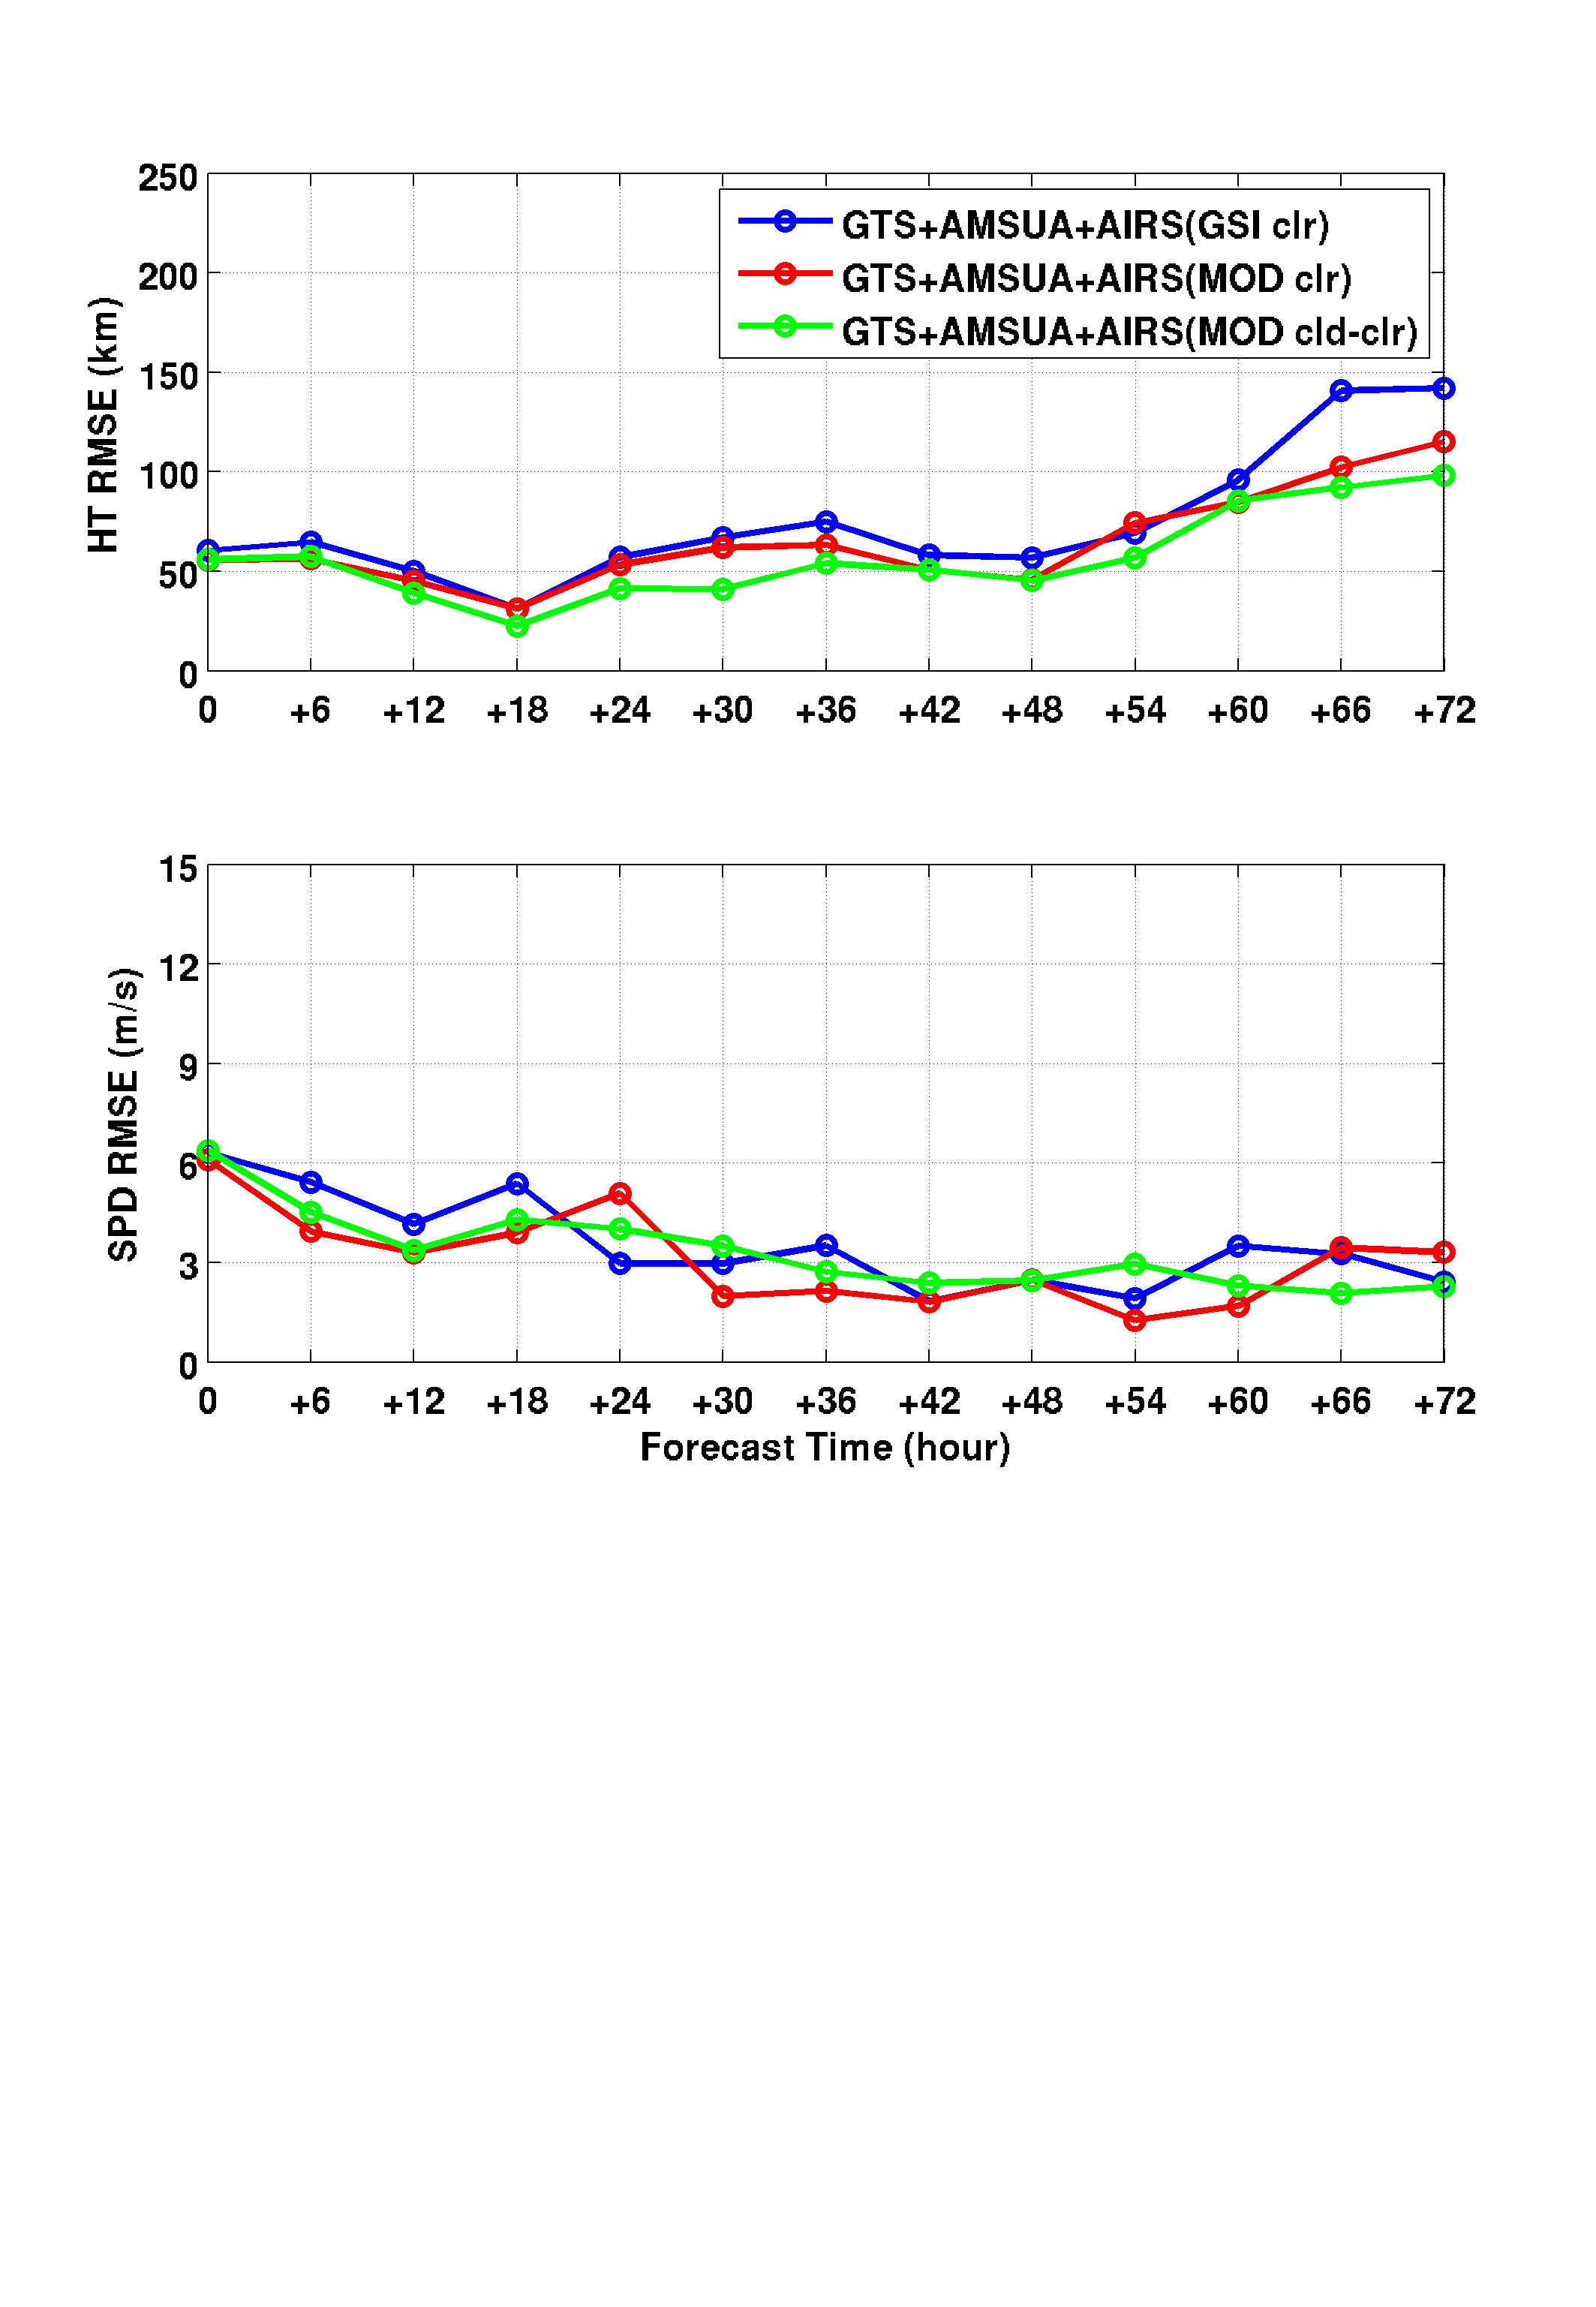 250
200
150
100
50
0
HT RMSE (km)
GTS+AMSUA+AIRS(GSI clr)
GTS+AMSUA+AIRS(MOD clr)
GTS+AMSUA+AIRS(MOD cld-clr)
0 +6 +12 +18 +24 +30 +36 +42 +48 +54 +60 +66 +72
15
12
9
6
3
0
SPD RMSE (m/s)
0 +6 +12 +18 +24 +30 +36 +42 +48 +54 +60 +66 +72
Forecast Time (hour)